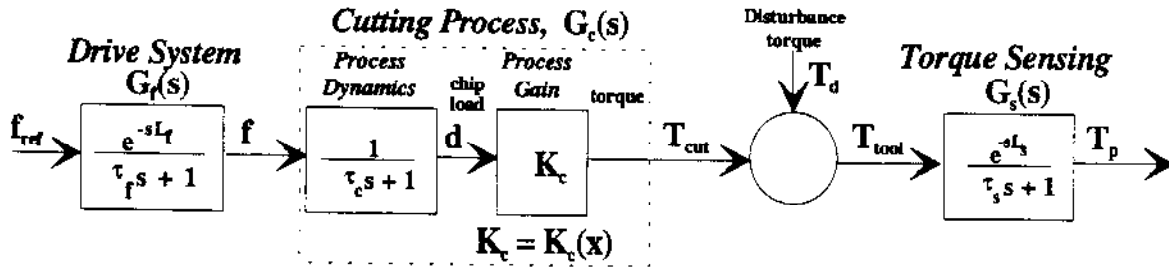 Cutting Process, G_c(s)
Disturbance
torque
Drive System
G_f(s)
Process
Dynamics
Process
Gain
chip
load
torque
T_d
Torque Sensing
G_s(s)
f_ref
e^{-sL_f}
τ_f s + 1
f
1
τ_c s + 1
d
K_c
T_cut
T_tool
e^{-sL_s}
τ_s s + 1
T_p
K_c = K_c(x)